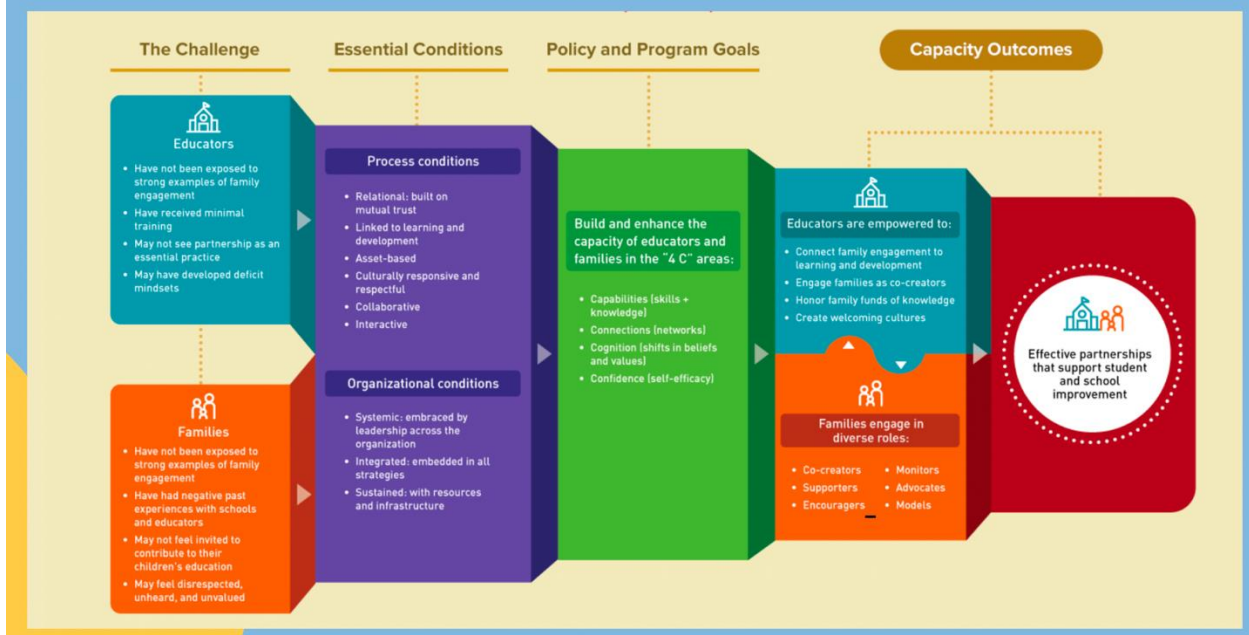 The Challenge
Essential Conditions
Policy and Program Goals
Capacity Outcomes
Educators
• Have not been exposed to
strong examples of family
engagement
• Have received minimal
training
• May not see partnership as an
essential practice
• May have developed deficit
mindsets
Families
• Have not been exposed to
strong examples of family
engagement
• Have had negative past
experiences with schools
and educators
• May not feel invited to
contribute to their
children's education
• May feel disrespected,
unheard, and unvalued
Process conditions
• Relational: built on
mutual trust
• Linked to learning and
development
• Asset-based
• Culturally responsive and
respectful
• Collaborative
• Interactive
Organizational conditions
• Systemic: embraced by
leadership across the
organization
• Integrated: embedded in all
strategies
• Sustained: with resources
and infrastructure
Build and enhance the
capacity of educators and
families in the "4 C" areas:
• Capabilities (skills +
knowledge)
• Connections (networks)
• Cognition (shifts in beliefs
and values)
• Confidence (self-efficacy)
Educators are empowered to:
• Connect family engagement to
learning and development
• Engage families as co-creators
• Honor family funds of knowledge
• Create welcoming cultures
Families engage in
diverse roles:
• Co-creators
• Supporters
• Encouragers
• Monitors
• Advocates
• Models
Effective partnerships
that support student
and school
improvement